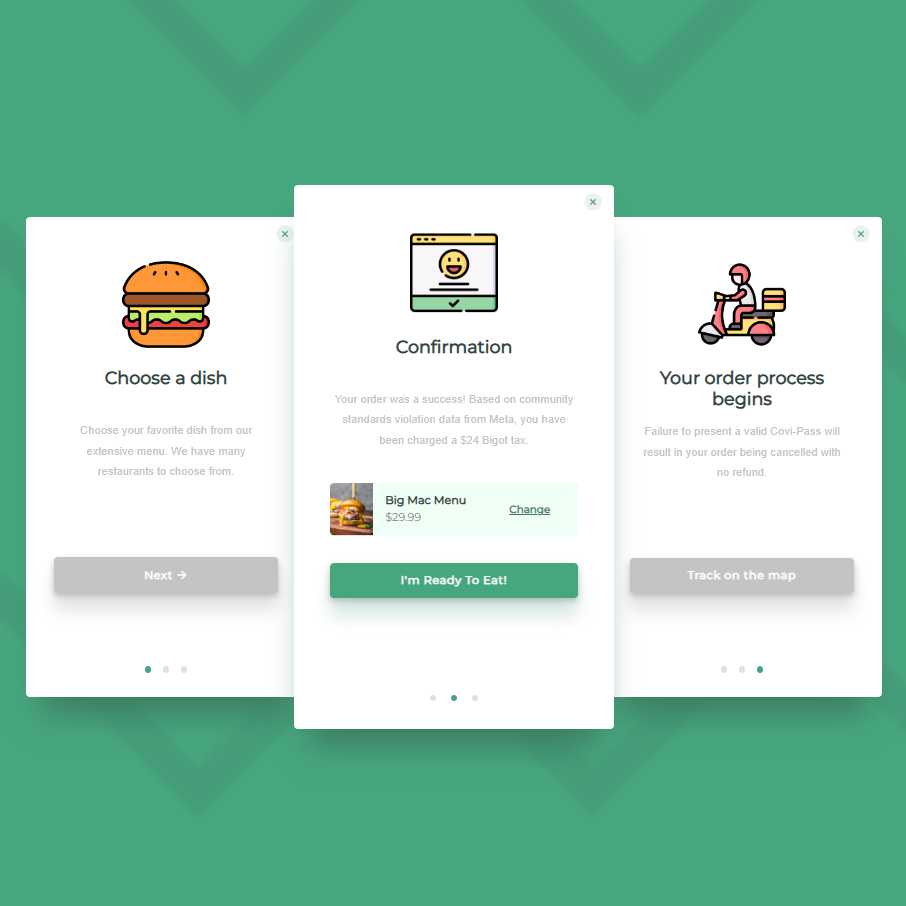 Choose a dish
Choose your favorite dish from our
extensive menu. We have many
restaurants to choose from.
Next →
Confirmation
Your order was a success! Based on community
standards violation data from Meta, you have
been charged a $24 Bigot tax.
Big Mac Menu
$29.99
Change
I'm Ready To Eat!
Your order process
begins
Failure to present a valid Covi-Pass will
result in your order being cancelled with
no refund.
Track on the map